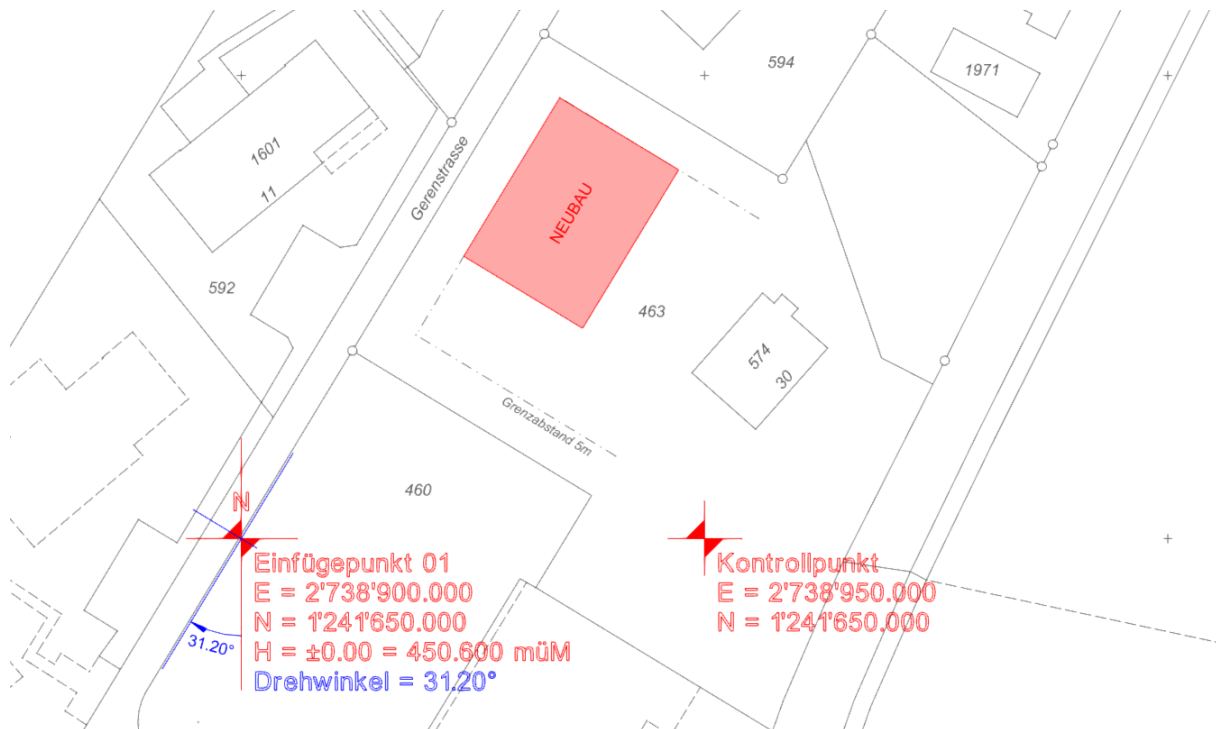 594
1971
1601
11
Gerenstrasse
NEUBAU
592
463
574
30
Grenzabstand 5m
460
N
Einfügepunkt 01
E = 2'738'900.000
N = 1'241'650.000
H = ±0.00 = 450.600 müM
Drehwinkel = 31.20°
31.20°
Kontrollpunkt
E = 2'738'950.000
N = 1'241'650.000